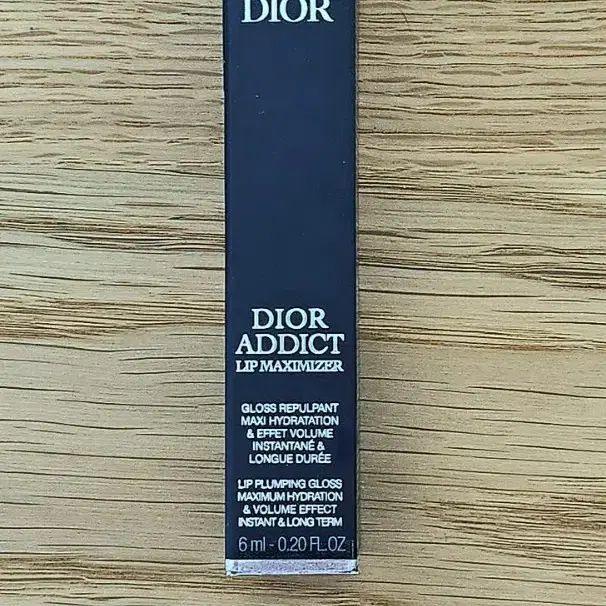 DIOR
DIOR
ADDICT
LIP MAXIMIZER
GLOSS REPULPANT
MAXI HYDRATATION
& EFFET VOLUME
INSTANTANÉ &
LONGUE DURÉE
LIP PLUMPING GLOSS
MAXIMUM HYDRATION
& VOLUME EFFECT
INSTANT & LONG TERM
6 ml - 0.20 FL.OZ